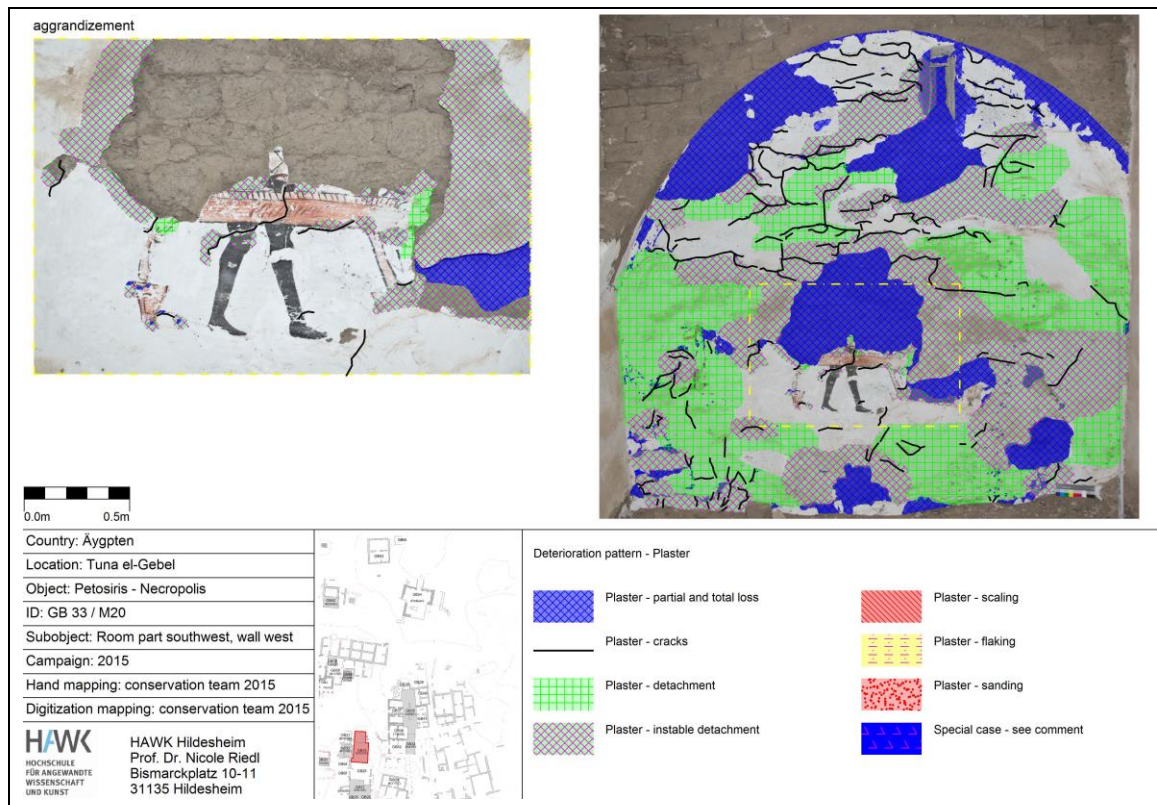 aggrandizement
0.0m 0.5m
Country: Äygpten
Location: Tuna el-Gebel
Object: Petosiris - Necropolis
ID: GB 33 / M20
Subobject: Room part southwest, wall west
Campaign: 2015
Hand mapping: conservation team 2015
Digitization mapping: conservation team 2015
HAWK
HOCHSCHULE
FÜR ANGEWANDTE
WISSENSCHAFT
UND KUNST
HAWK Hildesheim
Prof. Dr. Nicole Riedl
Bismarckplatz 10-11
31135 Hildesheim
Deterioration pattern - Plaster
Plaster - partial and total loss
Plaster - cracks
Plaster - detachment
Plaster - instable detachment
Plaster - scaling
Plaster - flaking
Plaster - sanding
Special case - see comment